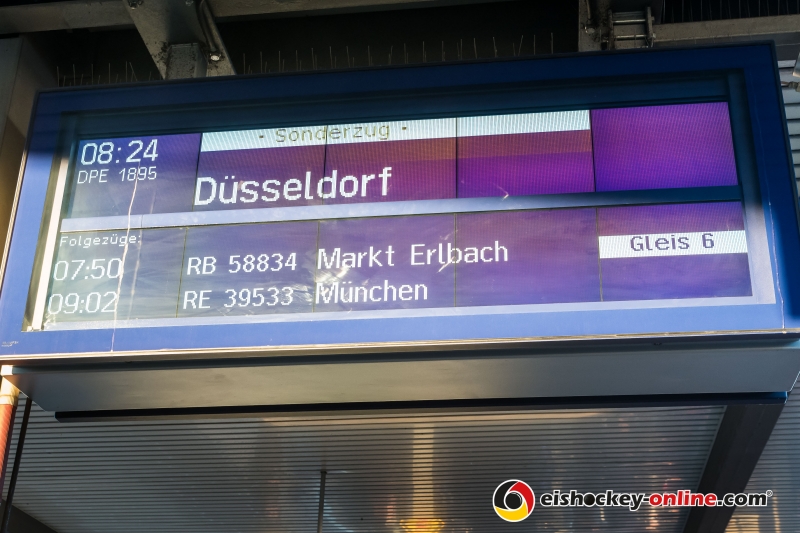 · Sonderzug ·
08:24
DPE 1895
Düsseldorf
Folgezüge:
07:50 RB 58834 Markt Erlbach Gleis 6
09:02 RE 39533 München
eishockey-online.com®